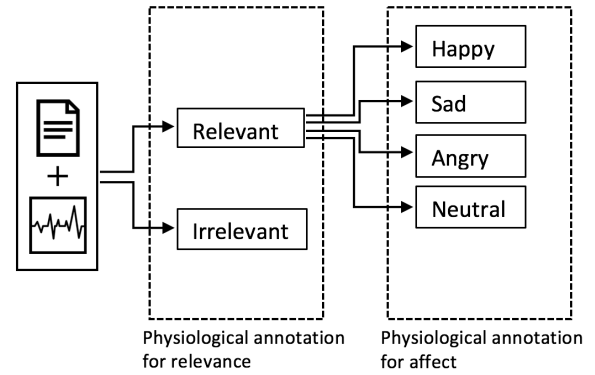 Happy
Sad
Angry
Neutral
Relevant
Irrelevant
+
Physiological annotation
for relevance
Physiological annotation
for affect